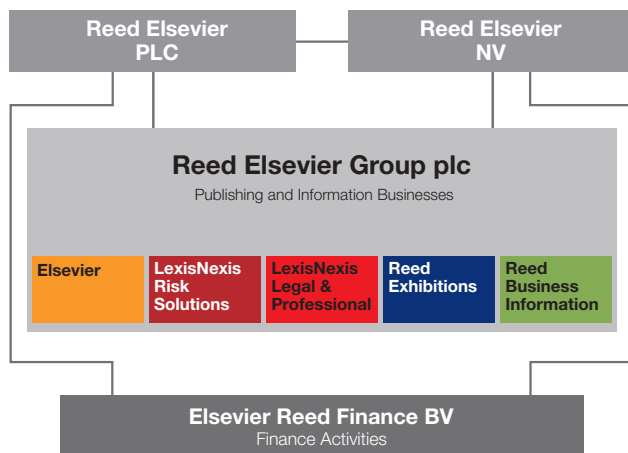 Reed Elsevier
PLC
Reed Elsevier
NV
Reed Elsevier Group plc
Publishing and Information Businesses
Elsevier
LexisNexis
Risk
Solutions
LexisNexis
Legal &
Professional
Reed
Exhibitions
Reed
Business
Information
Elsevier Reed Finance BV
Finance Activities